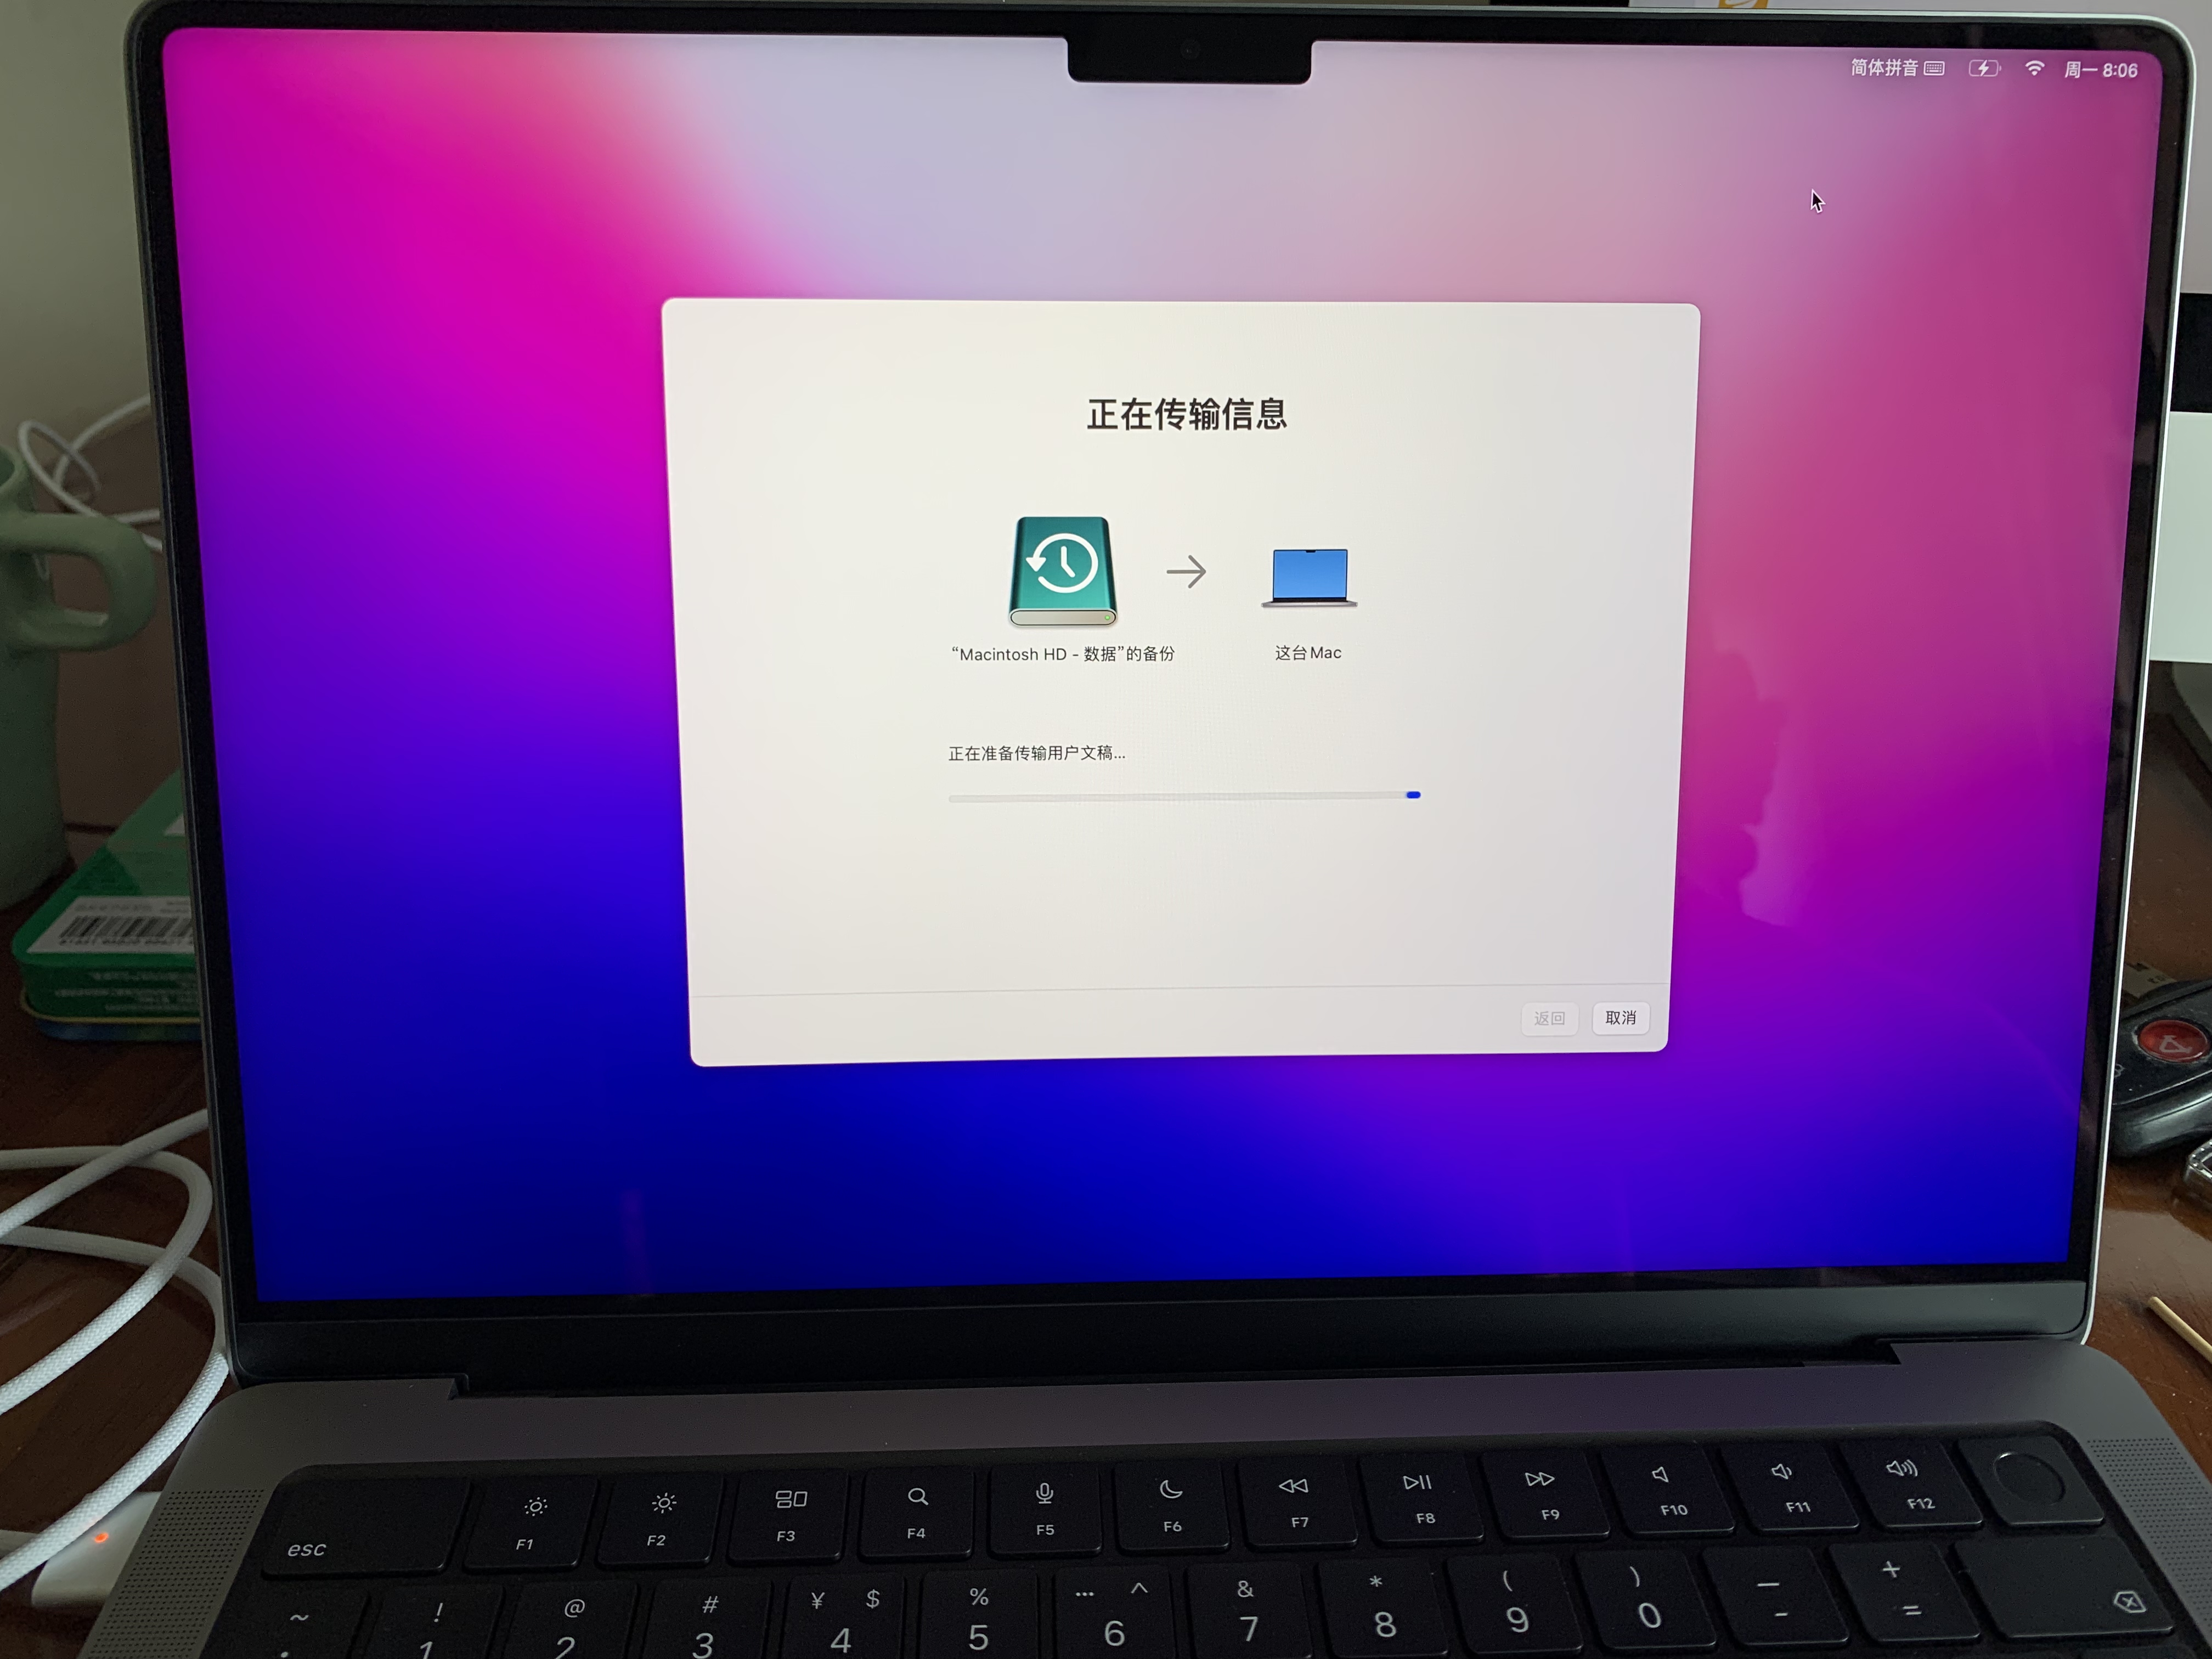 简体拼音 周一 8:06
正在传输信息
“Macintosh HD - 数据”的备份 这台Mac
正在准备传输用户文稿...
返回 取消
esc F1 F2 F3 F4 F5 F6 F7 F8 F9 F10 F11 F12
~ ! @ # ¥ $ % … ^ & * ( ) — +
1 2 3 4 5 6 7 8 9 0 - =